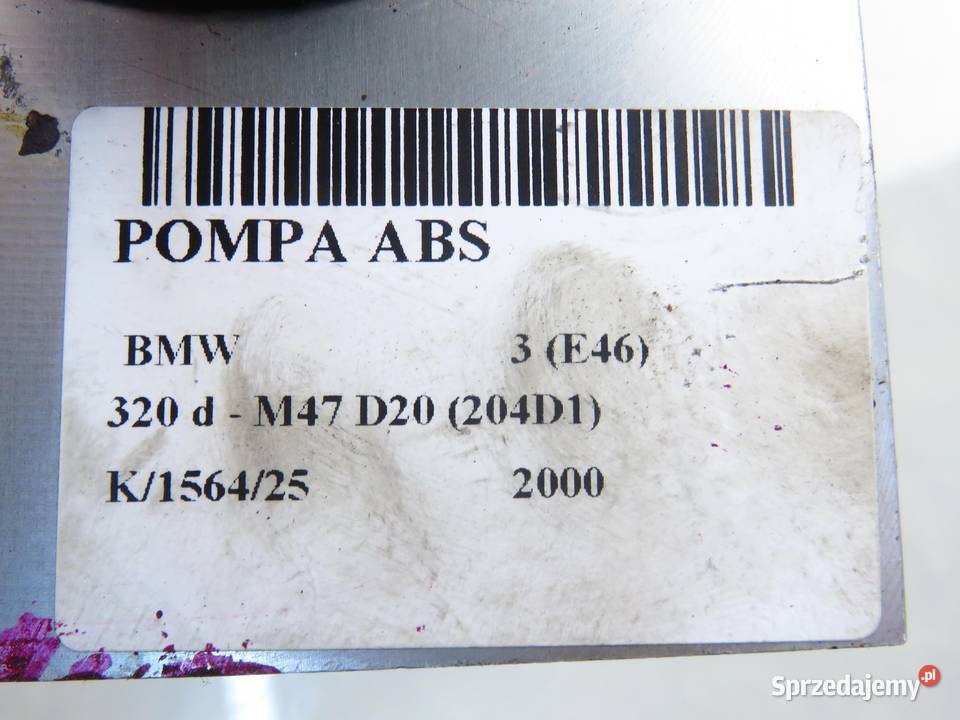 POMPA ABS
BMW 3 (E46)
320 d - M47 D20 (204D1)
K/1564/25 2000
Sprzedajemy.pl